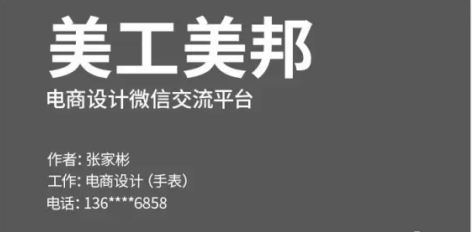 美工美邦
电商设计微信交流平台
作者：张家彬
工作：电商设计（手表）
电话：136****6858